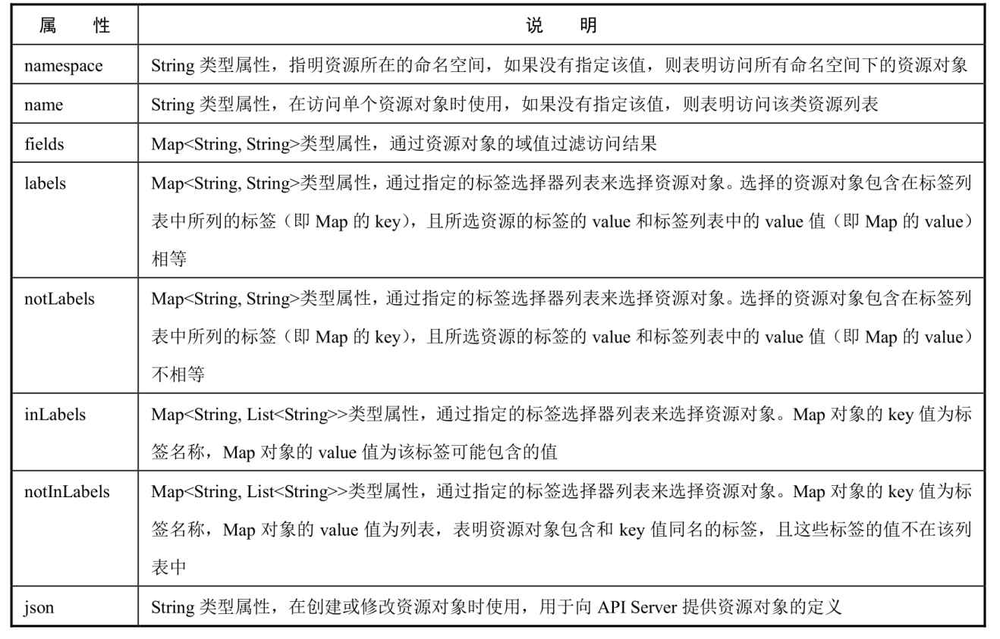 属 性 说 明
namespace String 类型属性，指明资源所在的命名空间，如果没有指定该值，则表明访问所有命名空间下的资源对象
name String 类型属性，在访问单个资源对象时使用，如果没有指定该值，则表明访问该类资源列表
fields Map<String, String>类型属性，通过资源对象的域值过滤访问结果
labels Map<String, String>类型属性，通过指定的标签选择器列表来选择资源对象。选择的资源对象包含在标签列
表中所列的标签（即 Map 的 key），且所选资源的标签的 value 和标签列表中的 value 值（即 Map 的 value）
相等
notLabels Map<String, String>类型属性，通过指定的标签选择器列表来选择资源对象。选择的资源对象包含在标签列
表中所列的标签（即 Map 的 key），且所选资源的标签的 value 和标签列表中的 value 值（即 Map 的 value）
不相等
inLabels Map<String, List<String>>类型属性，通过指定的标签选择器列表来选择资源对象。Map 对象的 key 值为标
签名称，Map 对象的 value 值为该标签可能包含的值
notInLabels Map<String, List<String>>类型属性，通过指定的标签选择器列表来选择资源对象。Map 对象的 key 值为标
签名称，Map 对象的 value 值为列表，表明资源对象包含和 key 值同名的标签，且这些标签的值不在该列
表中
json String 类型属性，在创建或修改资源对象时使用，用于向 API Server 提供资源对象的定义